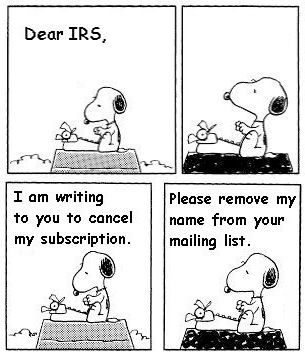 Dear IRS,
I am writing
to you to cancel
my subscription.
Please remove my
name from your
mailing list.